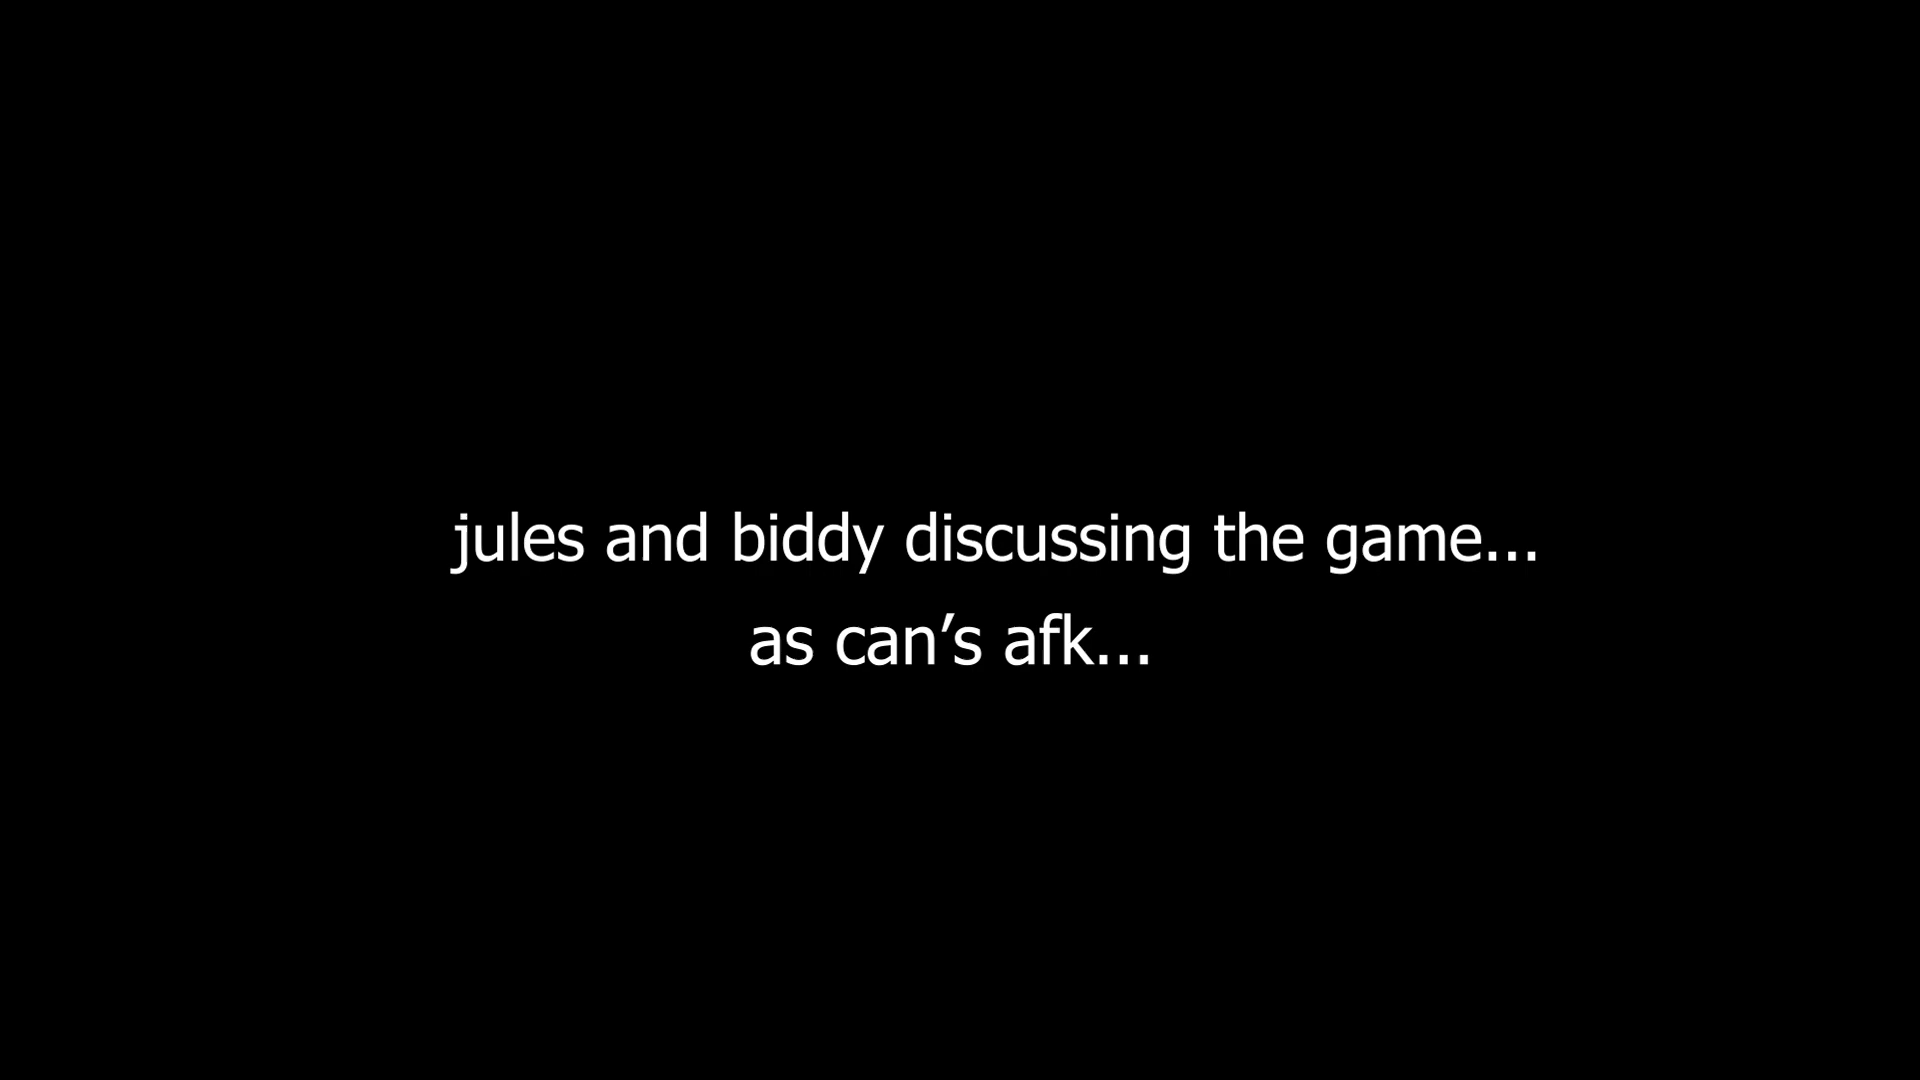 jules and biddy discussing the game...
as can’s afk...